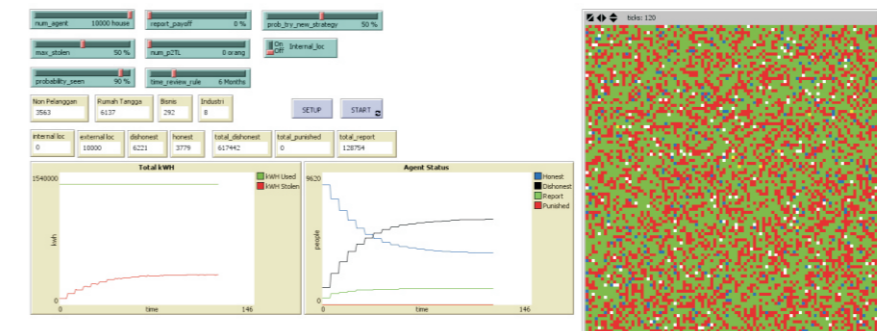 num_agent 10000 house
report_payoff 0 %
prob_try_new_strategy 50 %
max_stolen 50 %
num_p2TL 0 orang
On
Off
Internal_loc
probability_seen 90 %
time_review_rule 6 Months
Non Pelanggan
3563
Rumah Tangga
6137
Bisnis
292
Industri
8
SETUP
START
internal loc
0
external loc
10000
dishonest
6221
honest
3779
total_dishonest
617442
total_punished
0
total_report
128754
Total kWH
1540000
kwh
0
0
time
146
kWH Used
kWH Stolen
Agent Status
9620
people
0
0
time
146
Honest
Dishonest
Report
Punished
ticks: 120